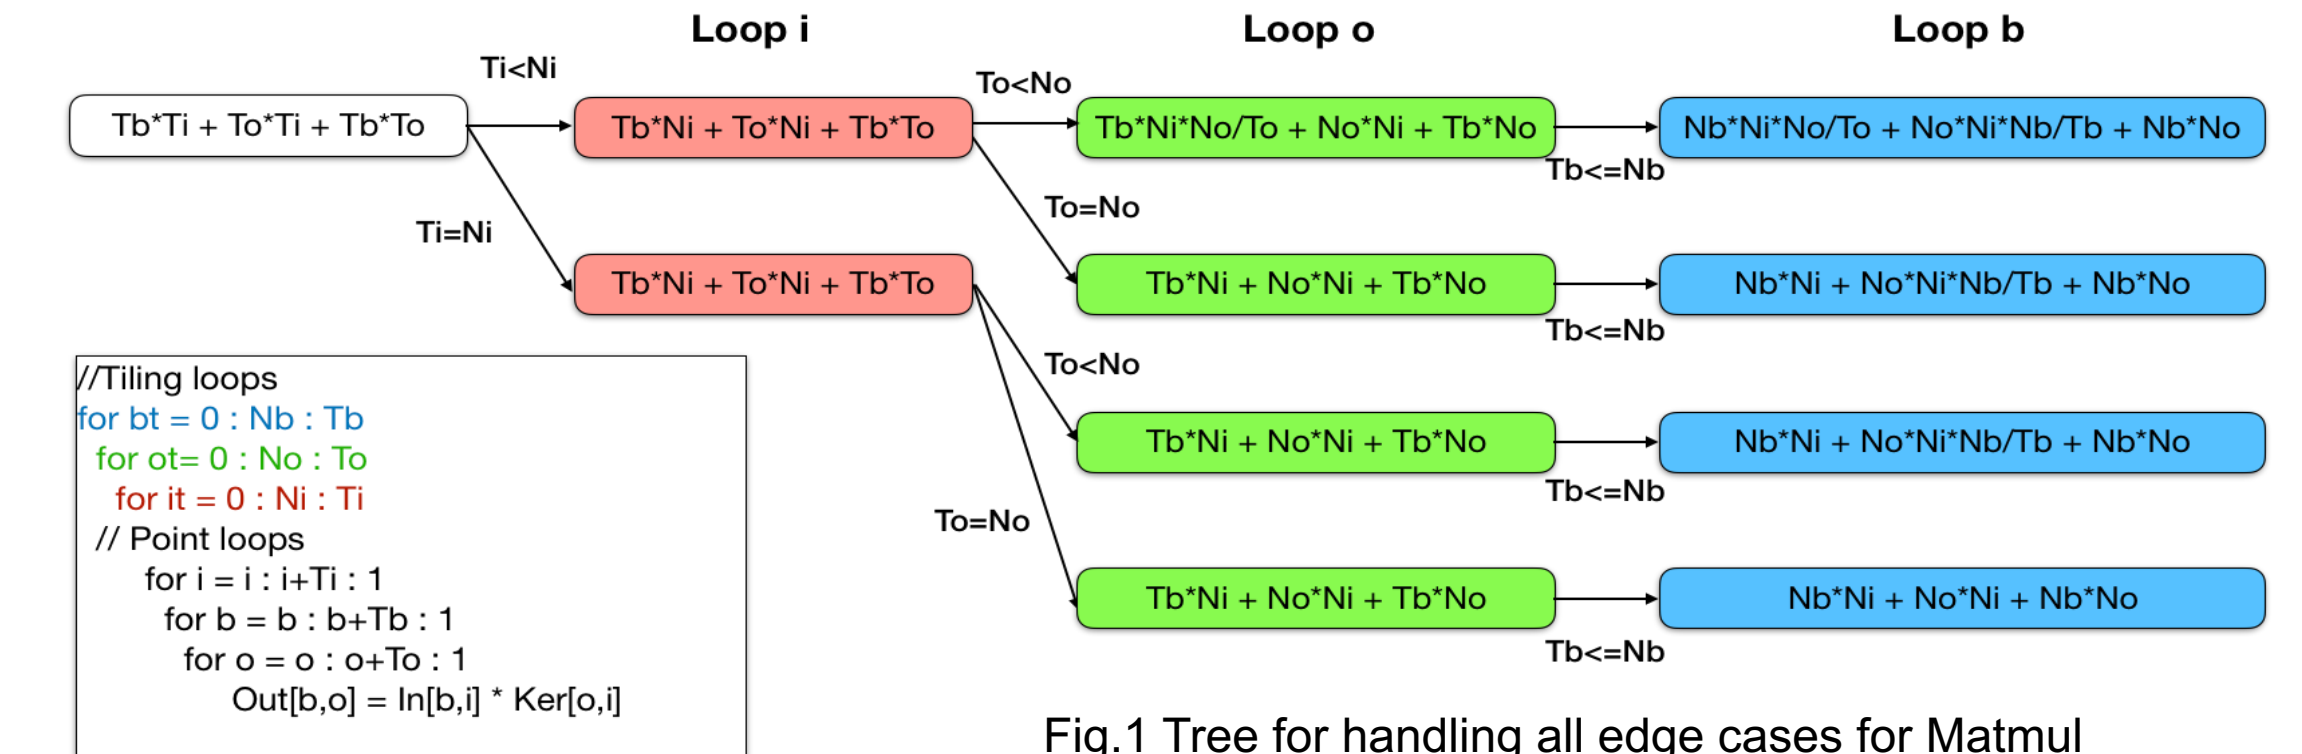 Loop i
Loop o
Loop b
Ti<Ni
To<No
Tb*Ti + To*Ti + Tb*To
Tb*Ni + To*Ni + Tb*To
Tb*Ni*No/To + No*Ni + Tb*No
Nb*Ni*No/To + No*Ni*Nb/Tb + Nb*No
Tb<=Nb
To=No
Ti=Ni
Tb*Ni + To*Ni + Tb*To
Tb*Ni + No*Ni + Tb*No
Nb*Ni + No*Ni*Nb/Tb + Nb*No
Tb<=Nb
To<No
Tb*Ni + No*Ni + Tb*No
Nb*Ni + No*Ni*Nb/Tb + Nb*No
Tb<=Nb
To=No
Tb*Ni + No*Ni + Tb*No
Nb*Ni + No*Ni + Nb*No
Tb<=Nb
//Tiling loops
for bt = 0 : Nb : Tb
for ot= 0 : No : To
for it = 0 : Ni : Ti
// Point loops
for i = i : i+Ti : 1
for b = b : b+Tb : 1
for o = o : o+To : 1
Out[b,o] = In[b,i] * Ker[o,i]
Fig.1 Tree for handling all edge cases for Matmul